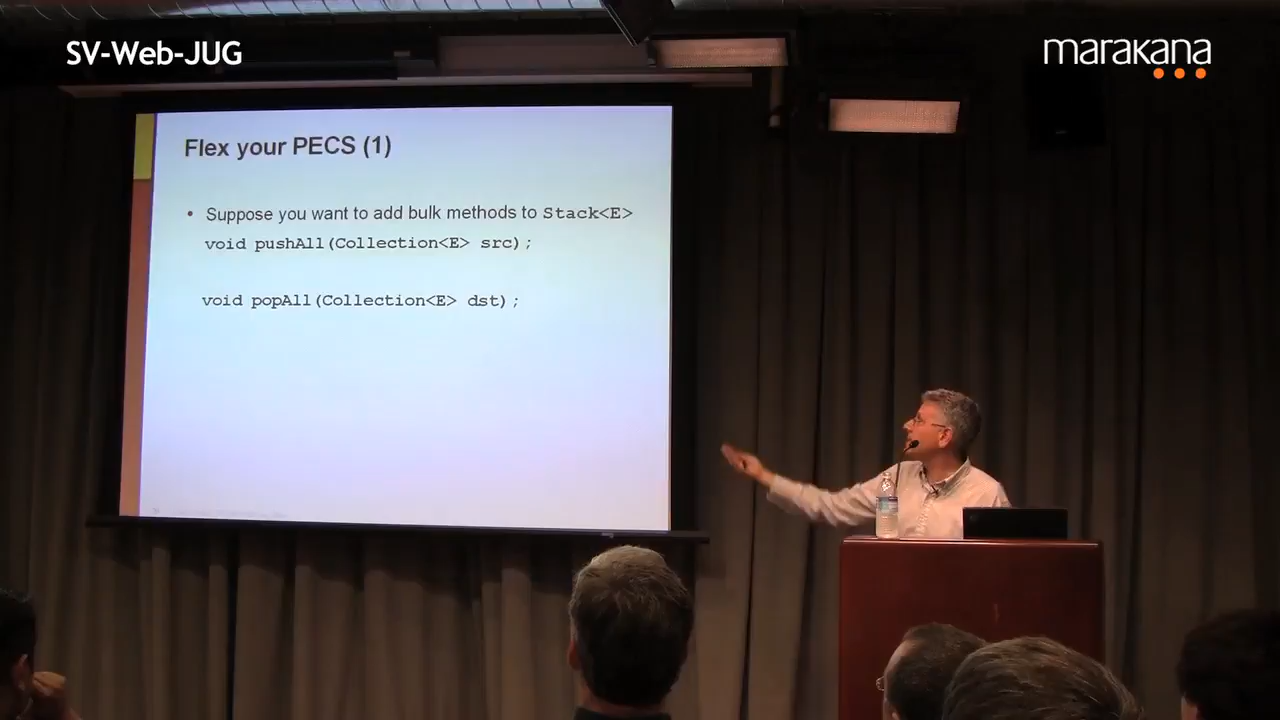 SV-Web-JUG
marakana
Flex your PECS (1)
• Suppose you want to add bulk methods to Stack<E>
void pushAll(Collection<E> src);
void popAll(Collection<E> dst);